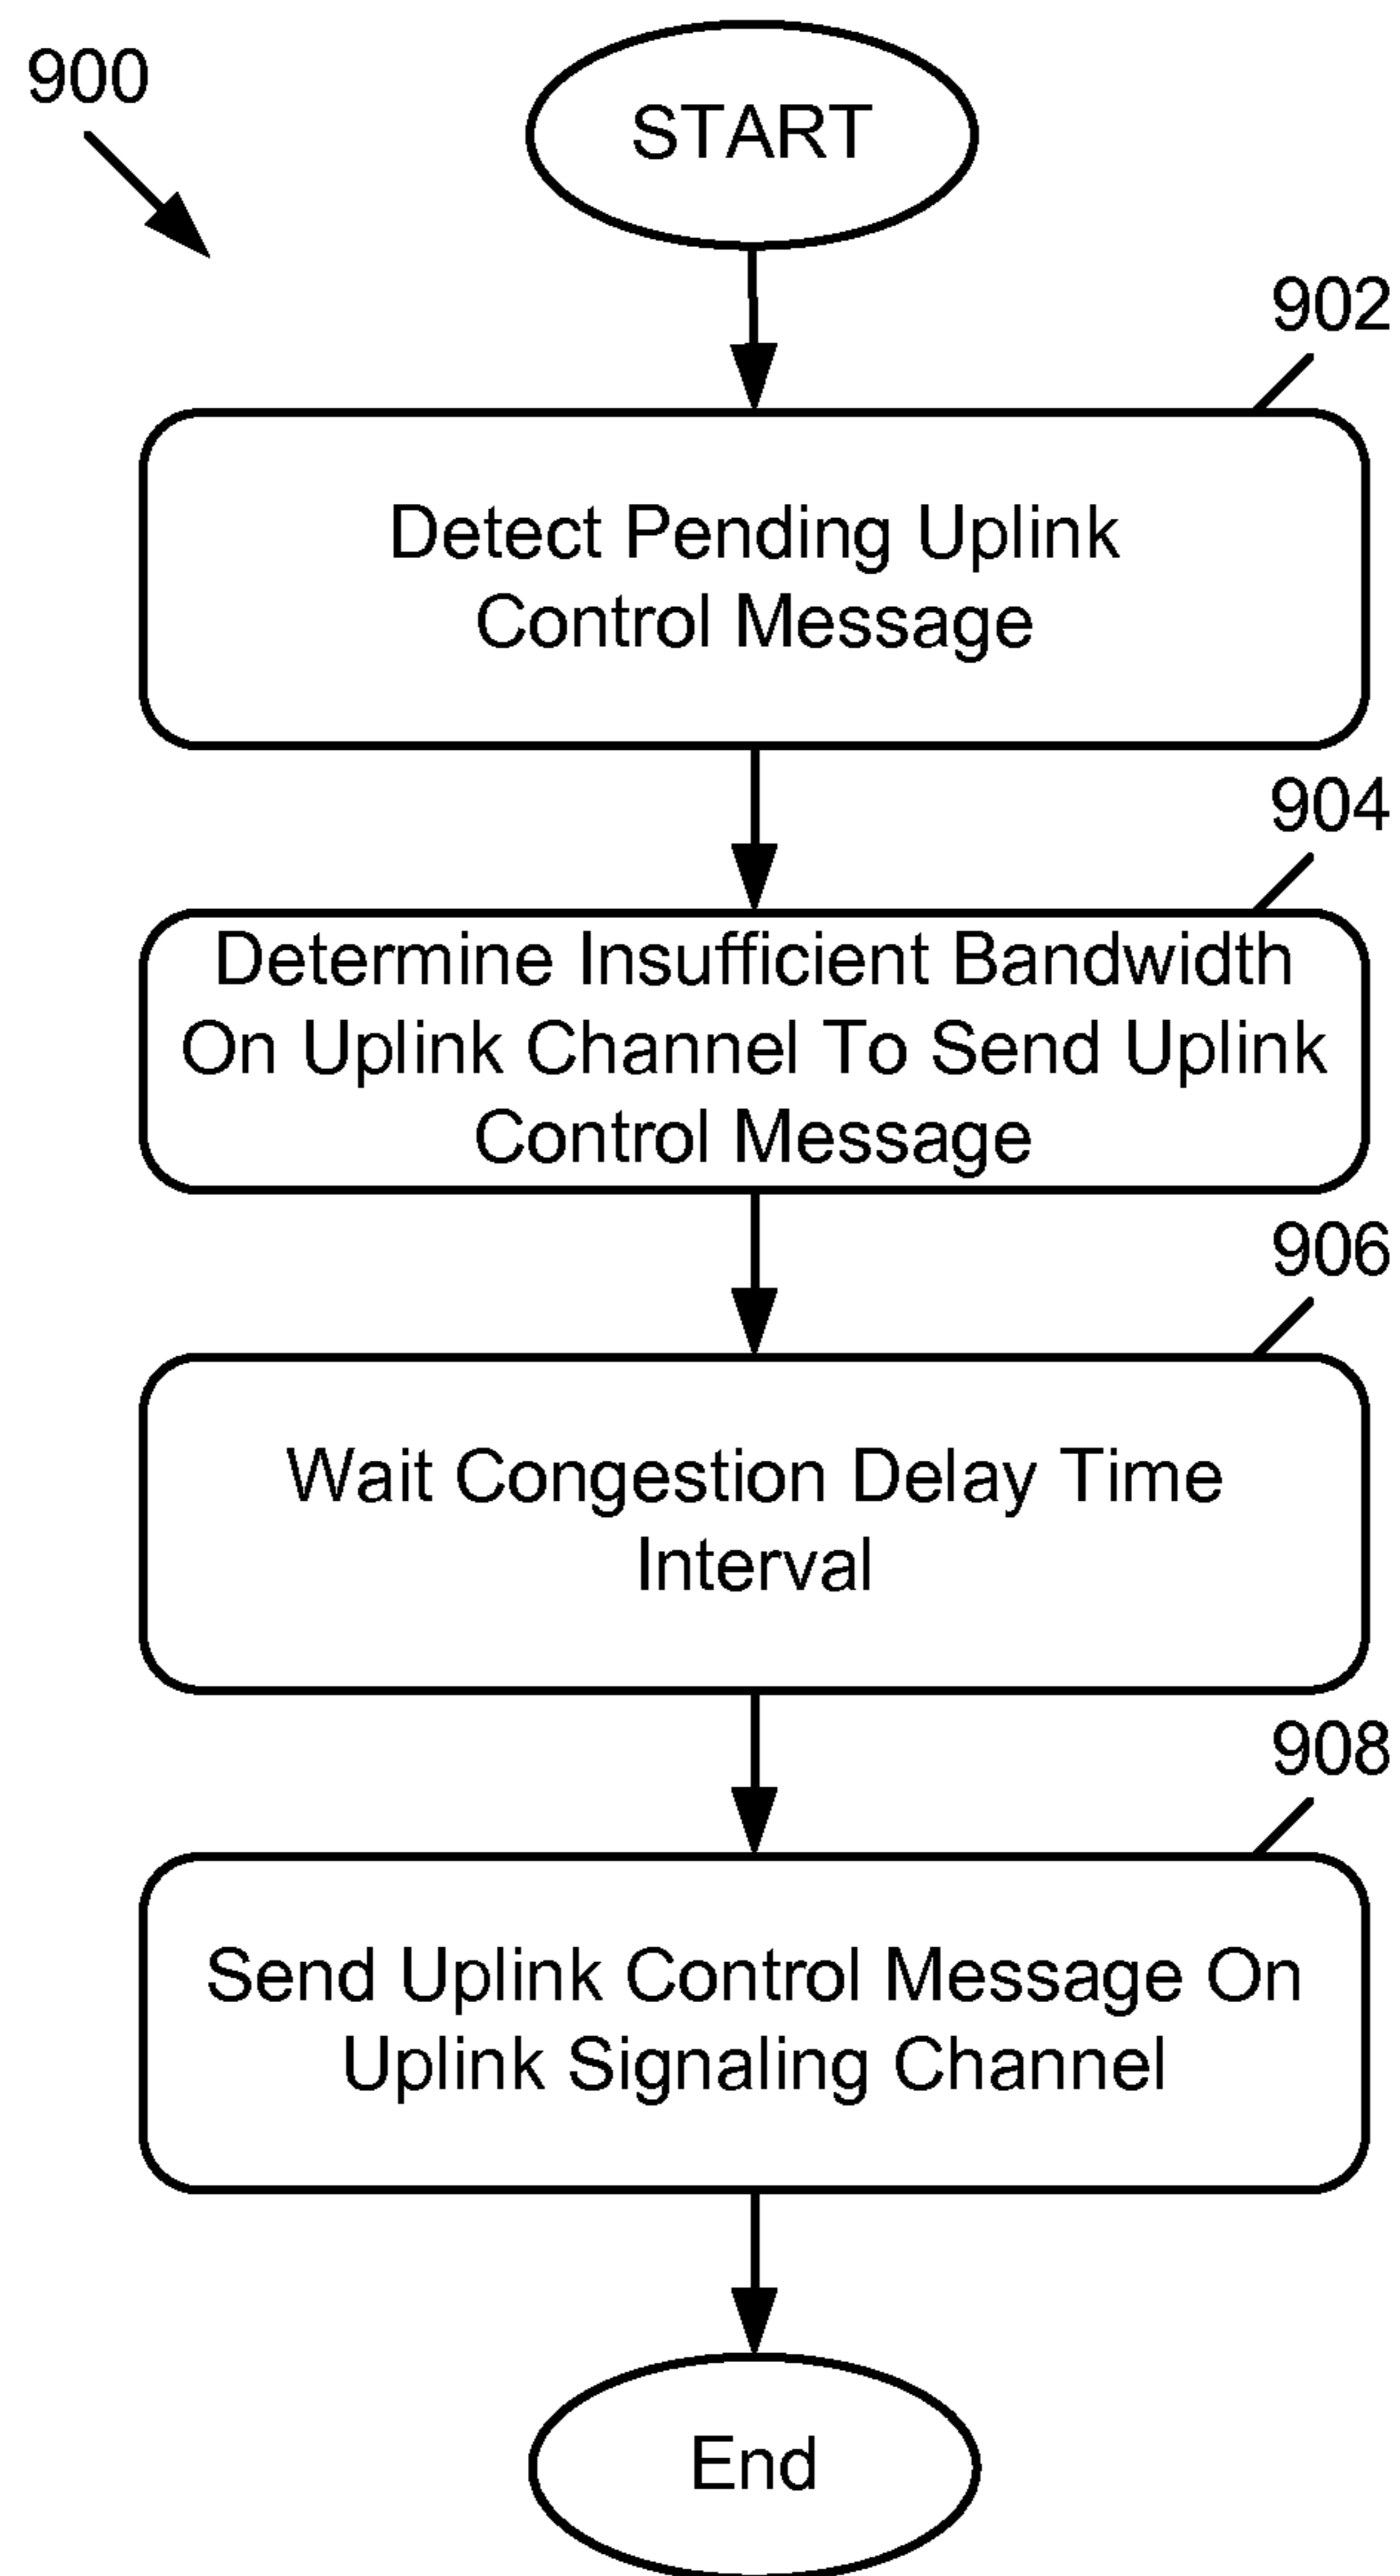 900
START
902
Detect Pending Uplink
Control Message
904
Determine Insufficient Bandwidth
On Uplink Channel To Send Uplink
Control Message
906
Wait Congestion Delay Time
Interval
908
Send Uplink Control Message On
Uplink Signaling Channel
End